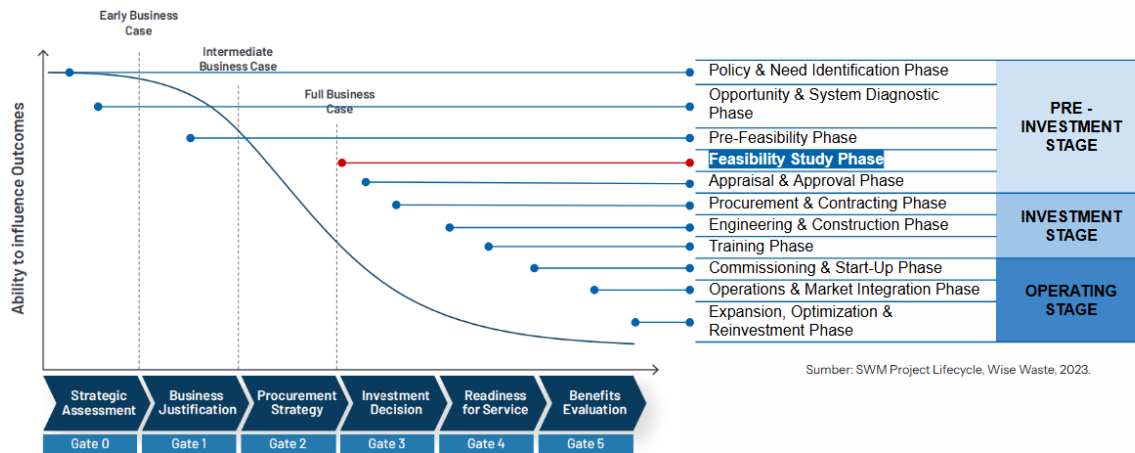 Early Business
Case
Intermediate
Business Case
Full Business
Case
Ability to influence Outcomes
Policy & Need Identification Phase
Opportunity & System Diagnostic
Phase
Pre-Feasibility Phase
Feasibility Study Phase
Appraisal & Approval Phase
Procurement & Contracting Phase
Engineering & Construction Phase
Training Phase
Commissioning & Start-Up Phase
Operations & Market Integration Phase
Expansion, Optimization &
Reinvestment Phase
PRE -
INVESTMENT
STAGE
INVESTMENT
STAGE
OPERATING
STAGE
Sumber: SWM Project Lifecycle, Wise Waste, 2023.
Strategic
Assessment
Business
Justification
Procurement
Strategy
Investment
Decision
Readiness
for Service
Benefits
Evaluation
Gate 0
Gate 1
Gate 2
Gate 3
Gate 4
Gate 5